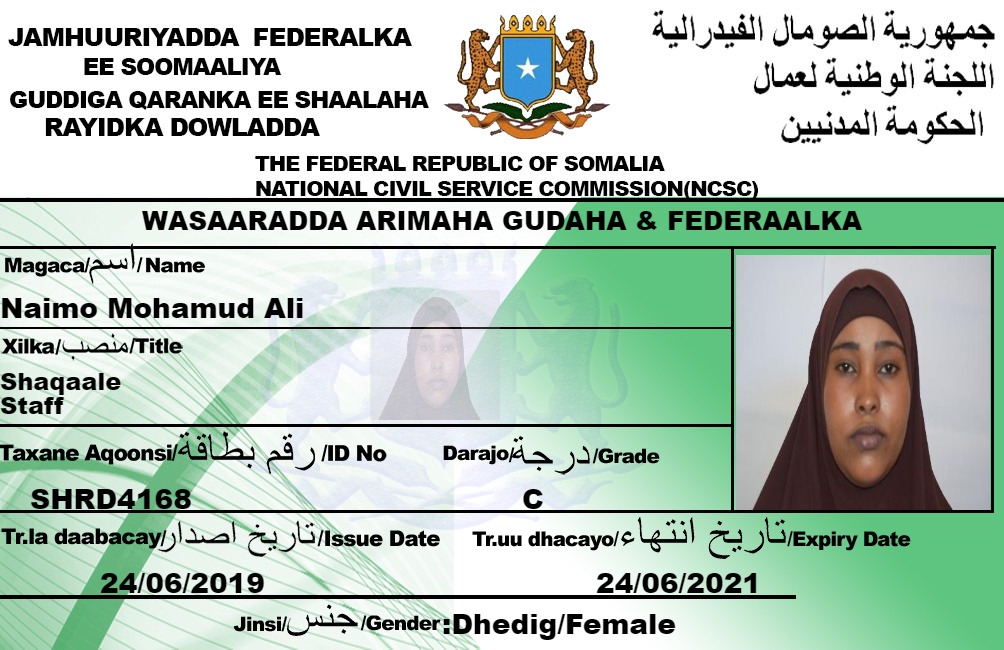 JAMHUURIYADDA FEDERALKA
EE SOOMAALIYA
GUDDIGA QARANKA EE SHAALAHA
RAYIDKA DOWLADDA
جمهورية الصومال الفيدرالية
اللجنة الوطنية لعمال
الحكومة المدنيين
THE FEDERAL REPUBLIC OF SOMALIA
NATIONAL CIVIL SERVICE COMMISSION(NCSC)
WASAARADDA ARIMAHA GUDAHA & FEDERAALKA
Magaca/اسم/Name
Naimo Mohamud Ali
Xilka/منصب/Title
Shaqaale
Staff
Taxane Aqoonsi/رقم بطاقة/ID No
SHRD4168
Darajo/درجة/Grade
C
Tr.la daabacay/تاريخ اصدار/Issue Date
24/06/2019
Tr.uu dhacayo/تاريخ انتهاء/Expiry Date
24/06/2021
Jinsi/جنس/Gender:Dhedig/Female